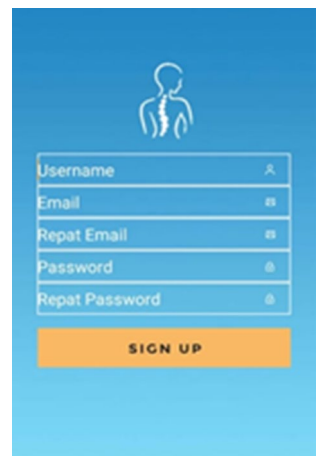 Username
Email
Repat Email
Password
Repat Password
SIGN UP